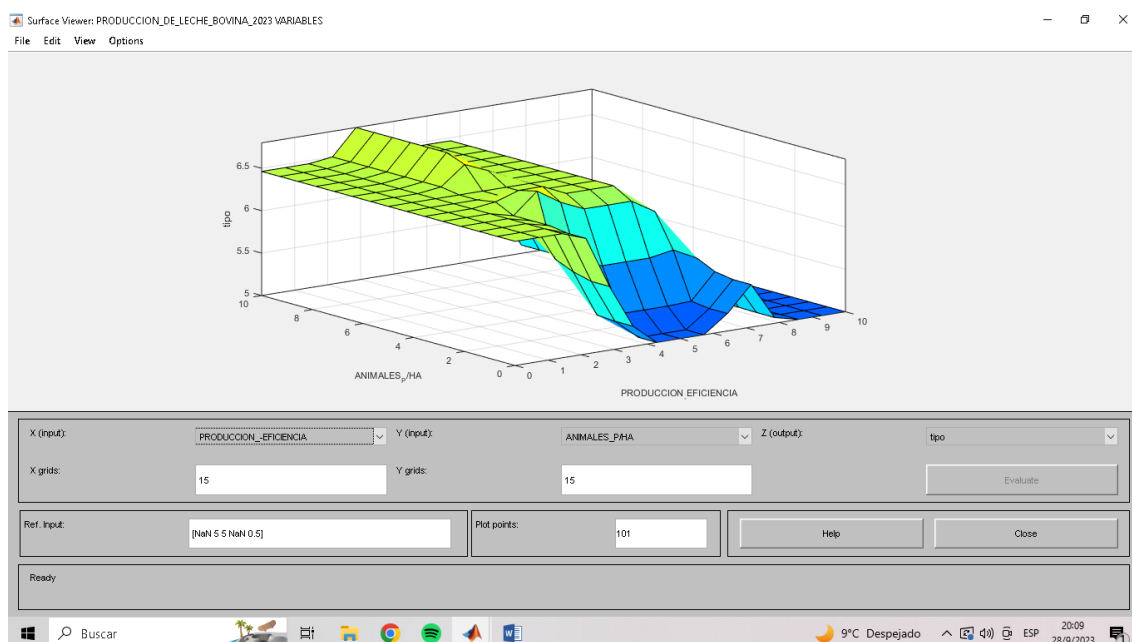 Surface Viewer: PRODUCCION_DE_LECHE_BOVINA_2023 VARIABLES
File Edit View Options
6.5
6
5.5
5
tipo
10
8
6
4
2
0
ANIMALES_P/HA
0
1
2
3
4
5
6
7
8
9
10
PRODUCCION_EFICIENCIA
X (input): PRODUCCION_-EFICIENCIA Y (input): ANIMALES_P/HA Z (output): tipo
X grids: 15 Y grids: 15 Evaluate
Ref. Input: [NaN 5 5 NaN 0.5] Plot points: 101 Help Close
Ready
Buscar 9°C Despejado ESP 20:09
28/9/2023